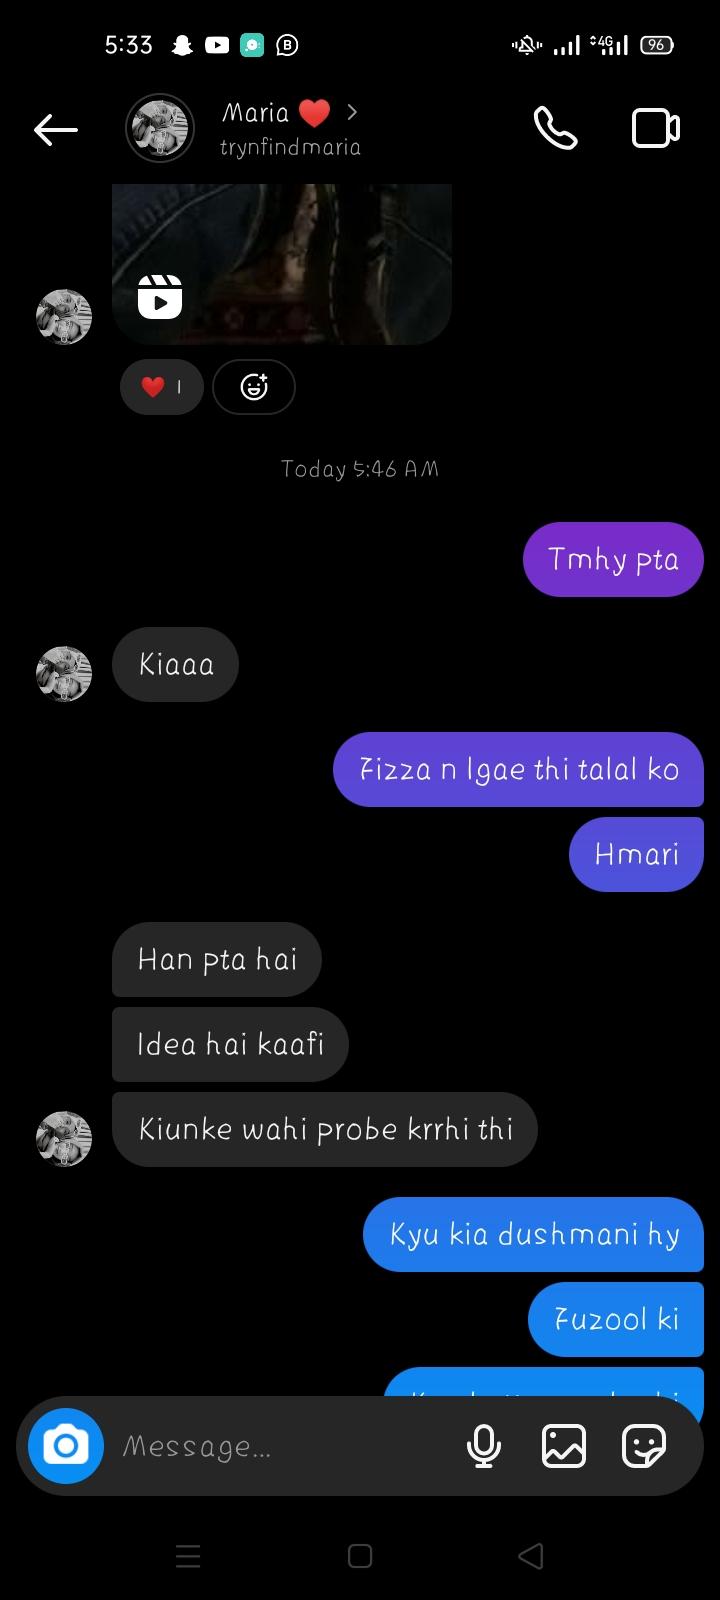 5:33
4G
96
Maria ❤️ >
trynfindmaria
❤️ 1
Today 5:46 AM
Tmhy pta
Kiaaa
Fizza n lgae thi talal ko
Hmari
Han pta hai
Idea hai kaafi
Kiunke wahi probe krrhi thi
Kyu kia dushmani hy
Fuzool ki
Message...